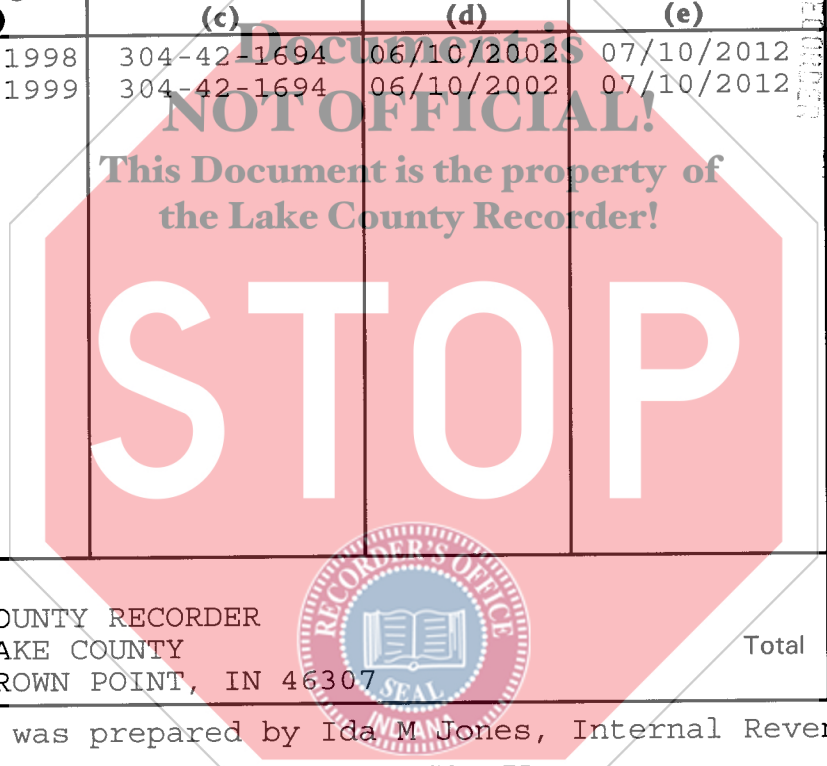 (c) (d) (e)
Document is
1998 304-42-1694 06/10/2002 07/10/2012
1999 304-42-1694 06/10/2002 07/10/2012
NOT OFFICIAL!
This Document is the property of
the Lake County Recorder!
STOP
RECORDER'S OFFICE
OUNTY RECORDER
AKE COUNTY
Total
ROWN POINT, IN 46307
SEAL
INDIANA
was prepared by Ida M Jones, Internal Rever